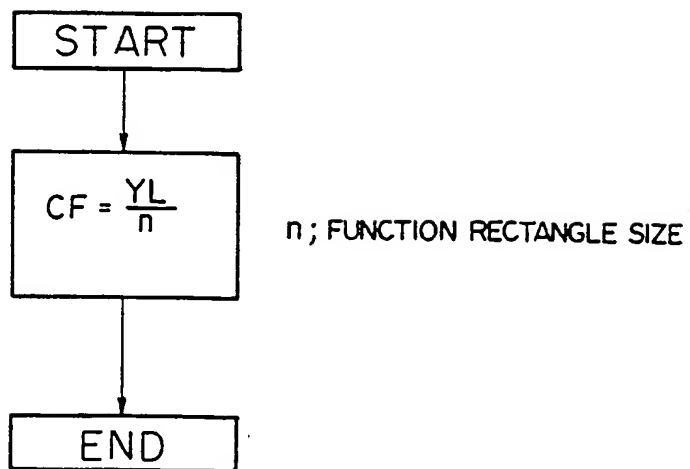 START
CF = YL/n
n; FUNCTION RECTANGLE SIZE
END